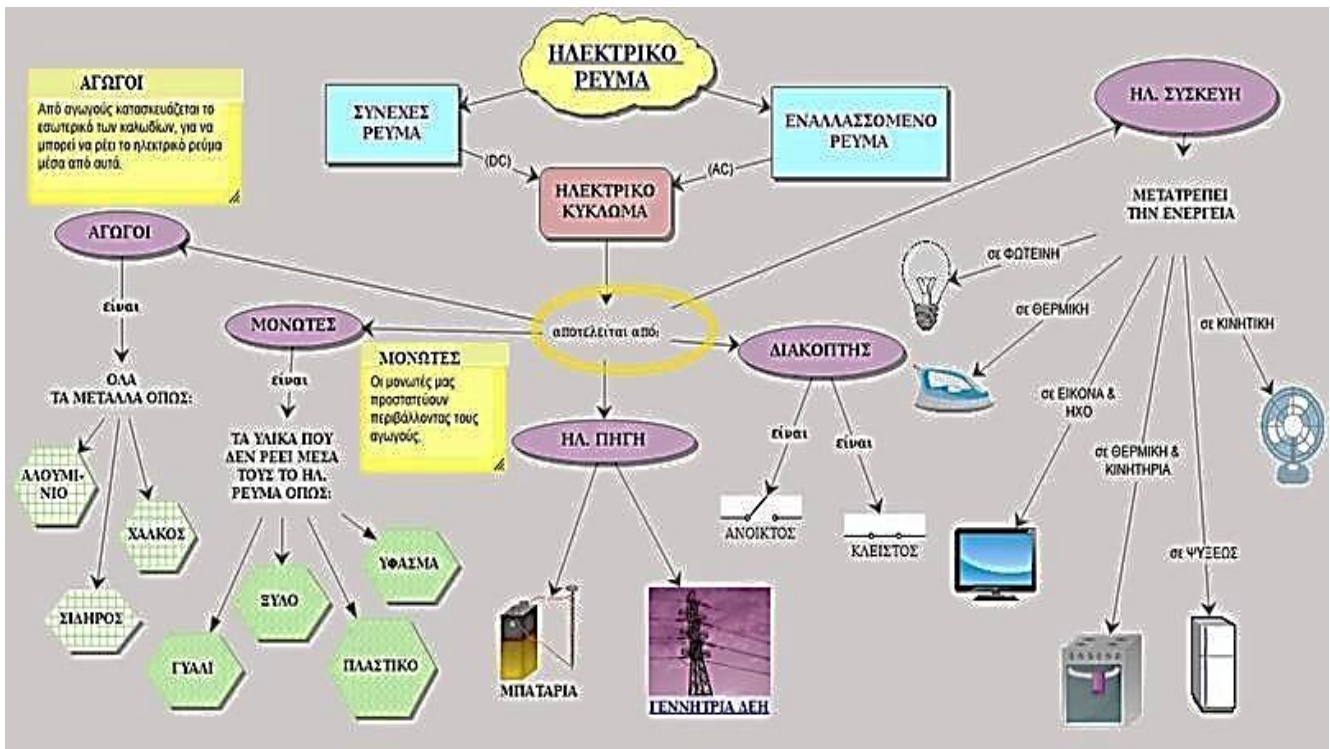 ΗΛΕΚΤΡΙΚΟ
ΡΕΥΜΑ
ΑΓΩΓΟΙ
Από αγωγούς κατασκευάζεται το
εσωτερικό των καλωδίων, για να
μπορεί να ρέει το ηλεκτρικό ρεύμα
μέσα από αυτά.
ΣΥΝΕΧΕΣ
ΡΕΥΜΑ
ΕΝΑΛΛΑΣΣΟΜΕΝΟ
ΡΕΥΜΑ
ΗΛ. ΣΥΣΚΕΥΗ
(DC)
(AC)
ΗΛΕΚΤΡΙΚΟ
ΚΥΚΛΩΜΑ
ΜΕΤΑΤΡΕΠΕΙ
ΤΗΝ ΕΝΕΡΓΕΙΑ
ΑΓΩΓΟΙ
είναι
ΟΛΑ
ΤΑ ΜΕΤΑΛΛΑ ΟΠΩΣ:
ΑΛΟΥΜΙ-
ΝΙΟ
ΧΑΛΚΟΣ
ΣΙΔΗΡΟΣ
ΜΟΝΩΤΕΣ
αποτελείται από:
είναι
ΜΟΝΩΤΕΣ
Οι μονωτές μας
προστατεύουν
περιβάλλοντας τους
αγωγούς.
ΤΑ ΥΛΙΚΑ ΠΟΥ
ΔΕΝ ΡΕΕΙ ΜΕΣΑ
ΤΟΥΣ ΤΟ ΗΛ.
ΡΕΥΜΑ ΟΠΩΣ:
ΥΦΑΣΜΑ
ΞΥΛΟ
ΓΥΑΛΙ
ΠΛΑΣΤΙΚΟ
ΗΛ. ΠΗΓΗ
ΜΠΑΤΑΡΙΑ
ΓΕΝΝΗΤΡΙΑ ΔΕΗ
ΔΙΑΚΟΠΤΗΣ
είναι
είναι
ΑΝΟΙΚΤΟΣ
ΚΛΕΙΣΤΟΣ
σε ΦΩΤΕΙΝΗ
σε ΘΕΡΜΙΚΗ
σε ΚΙΝΗΤΙΚΗ
σε ΕΙΚΟΝΑ &
ΗΧΟ
σε ΘΕΡΜΙΚΗ &
ΚΙΝΗΤΗΡΙΑ
σε ΨΥΞΕΩΣ